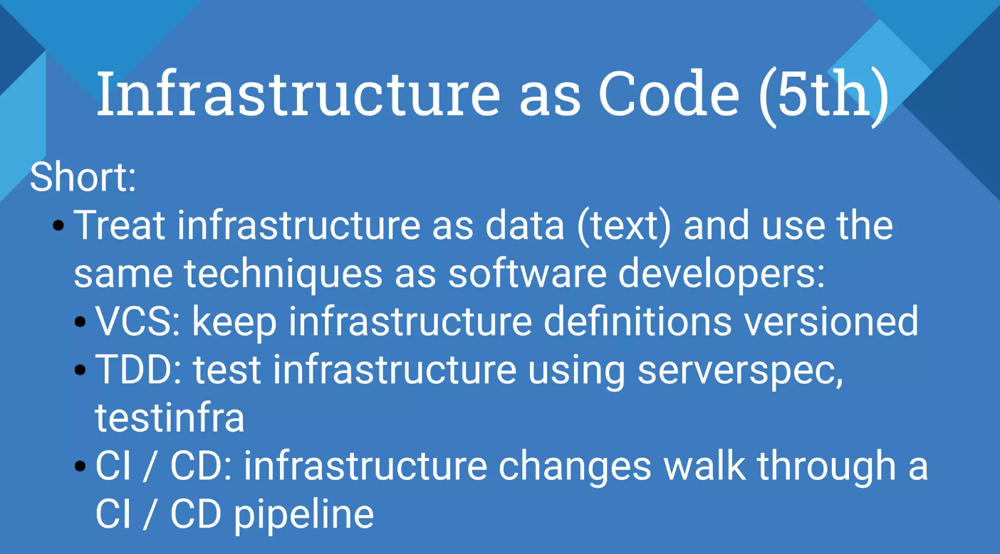 Infrastructure as Code (5th)
Short:
• Treat infrastructure as data (text) and use the
same techniques as software developers:
• VCS: keep infrastructure definitions versioned
• TDD: test infrastructure using serverspec,
testinfra
• CI / CD: infrastructure changes walk through a
CI / CD pipeline